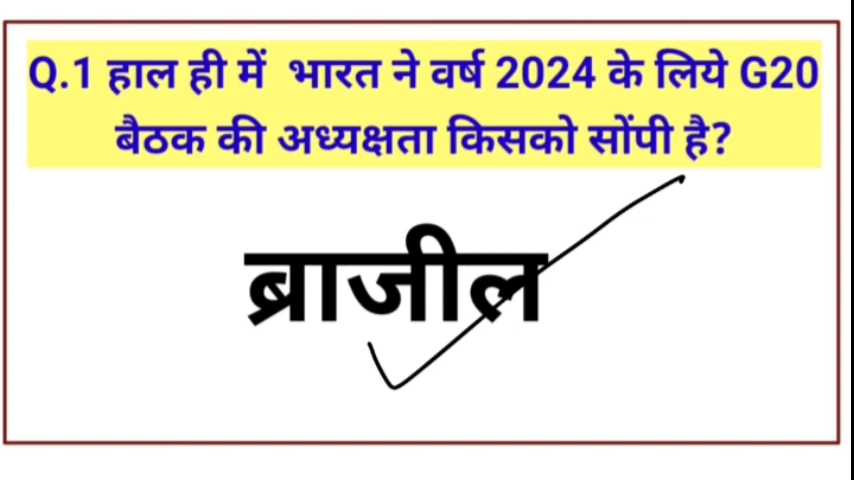 Q.1 हाल ही में भारत ने वर्ष 2024 के लिये G20
बैठक की अध्यक्षता किसको सोंपी है?
ब्राजील